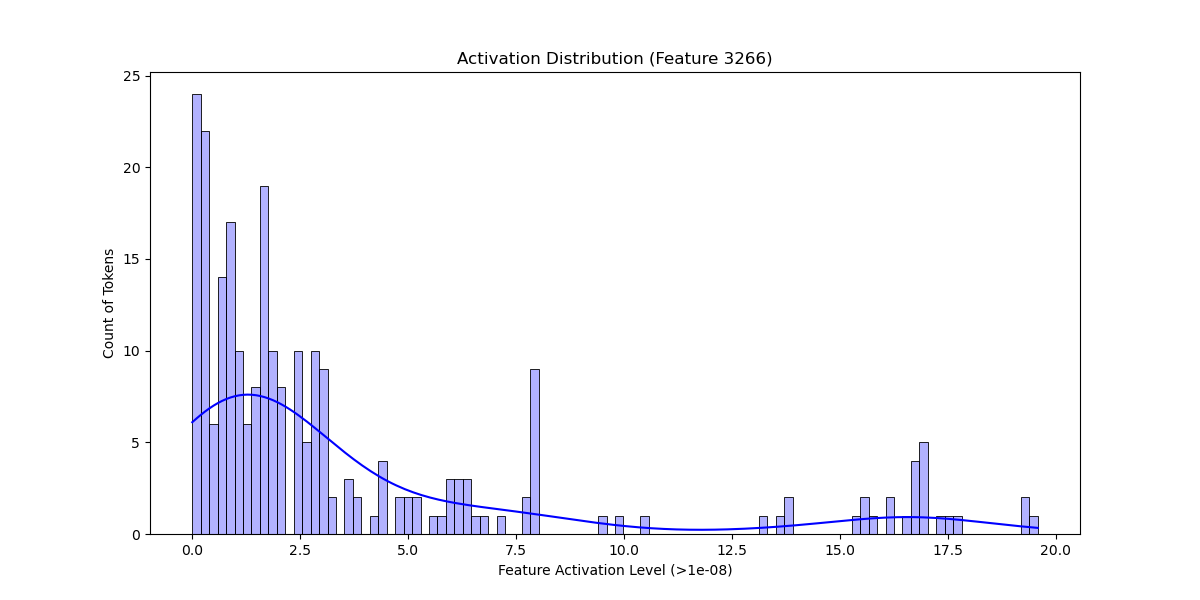 Activation Distribution (Feature 3266)
25
20
15
10
5
0
Count of Tokens
0.0 2.5 5.0 7.5 10.0 12.5 15.0 17.5 20.0
Feature Activation Level (>1e-08)